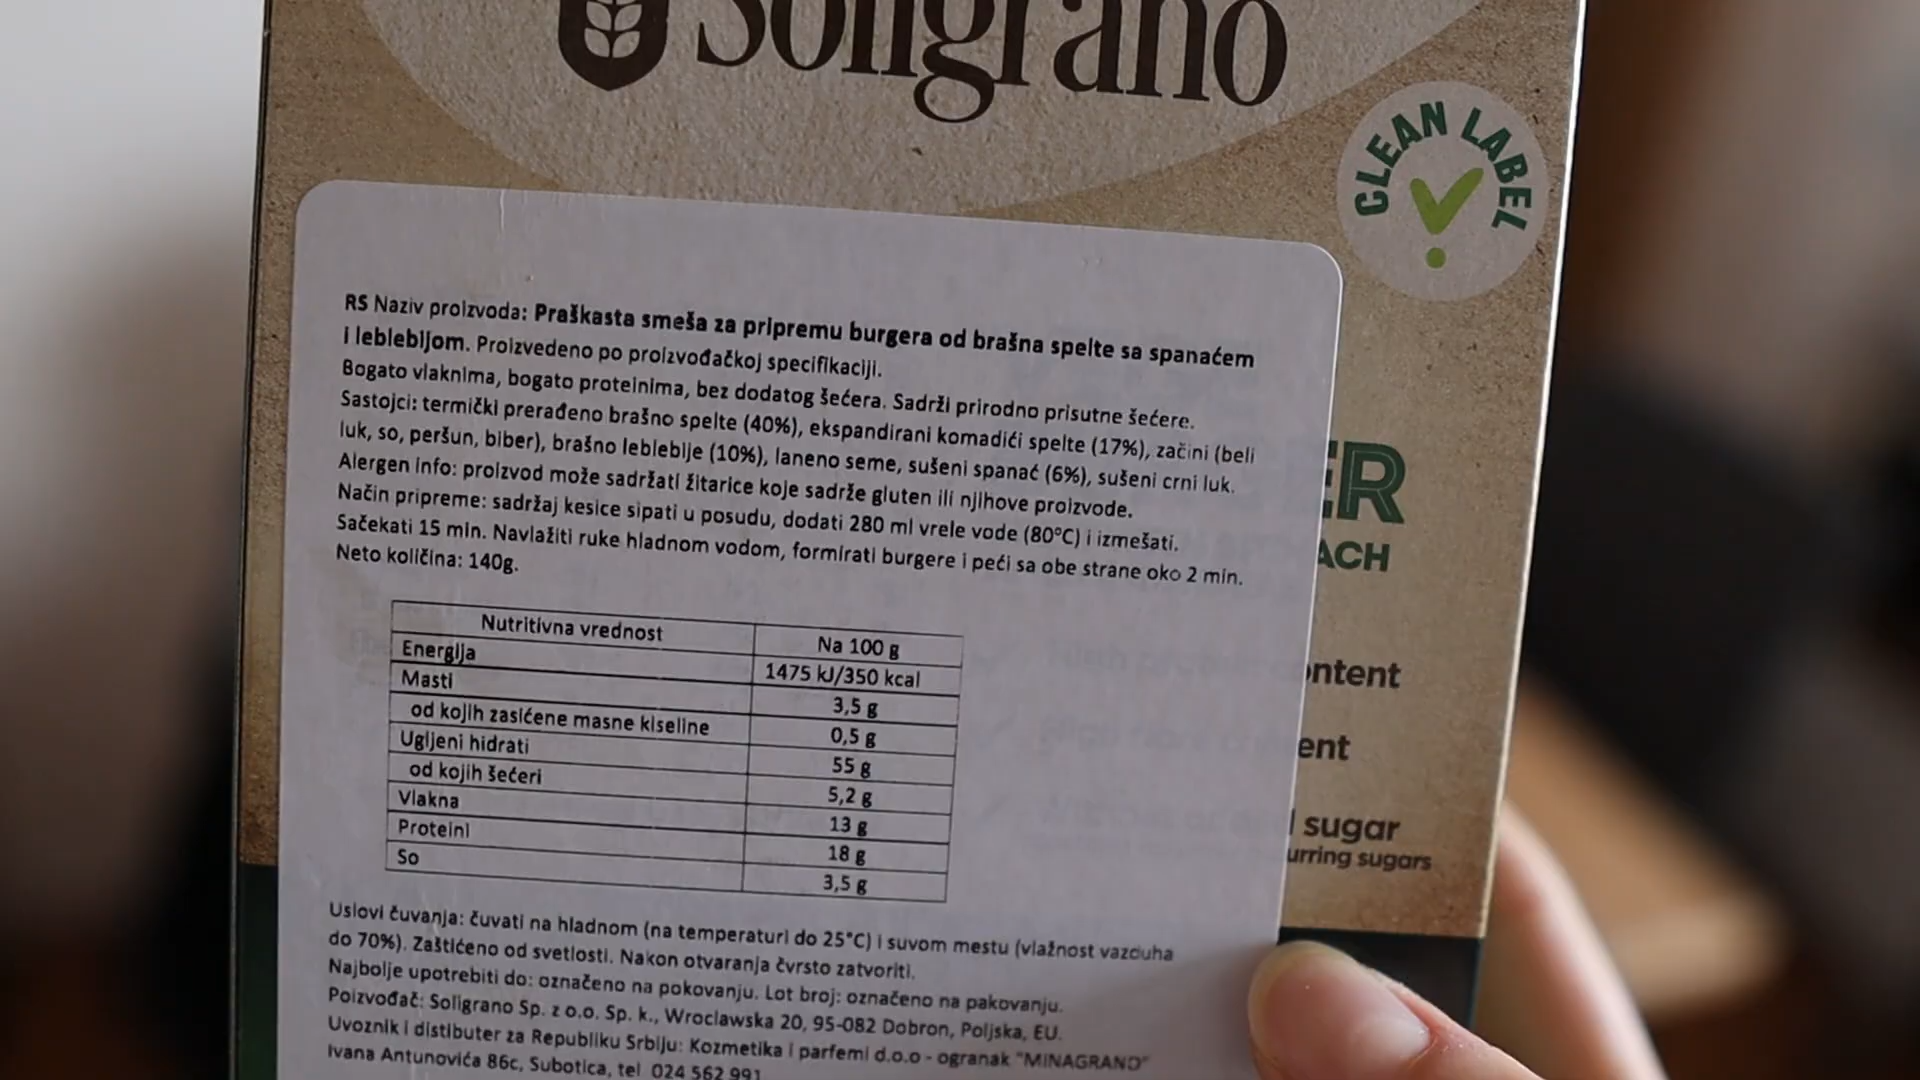 Soligrano
CLEAN LABEL
RS Naziv proizvoda: Praškasta smeša za pripremu burgera od brašna spelte sa spanaćem
i leblebijom. Proizvedeno po proizvođačkoj specifikaciji.
Bogato vlaknima, bogato proteinima, bez dodatog šećera. Sadrži prirodno prisutne šećere.
Sastojci: termički prerađeno brašno spelte (40%), ekspandirani komadići spelte (17%), začini (beli
luk, so, peršun, biber), brašno leblebije (10%), laneno seme, sušeni spanać (6%), sušeni crni luk.
Alergen info: proizvod može sadržati žitarice koje sadrže gluten ili njihove proizvode.
Način pripreme: sadržaj kesice sipati u posudu, dodati 280 ml vrele vode (80°C) i izmešati.
Sačekati 15 min. Navlažiti ruke hladnom vodom, formirati burgere i peći sa obe strane oko 2 min.
Neto količina: 140g.
ER
ACH
ntent
ent
sugar
urring sugars
Nutritivna vrednost Na 100 g
Energija 1475 kJ/350 kcal
Masti 3,5 g
od kojih zasićene masne kiseline 0,5 g
Ugljeni hidrati 55 g
od kojih šećeri 5,2 g
Vlakna 13 g
Proteini 18 g
So 3,5 g
Uslovi čuvanja: čuvati na hladnom (na temperaturi do 25°C) i suvom mestu (vlažnost vazduha
do 70%). Zaštićeno od svetlosti. Nakon otvaranja čvrsto zatvoriti.
Najbolje upotrebiti do: označeno na pokovanju. Lot broj: označeno na pakovanju.
Poizvođač: Soligrano Sp. z o.o. Sp. k., Wroclawska 20, 95-082 Dobron, Poljska, EU.
Uvoznik i distibuter za Republiku Srbiju: Kozmetika i parfemi d.o.o - ogranak "MINAGRAND"
Ivana Antunovića 86c, Subotica, tel 024 562 991